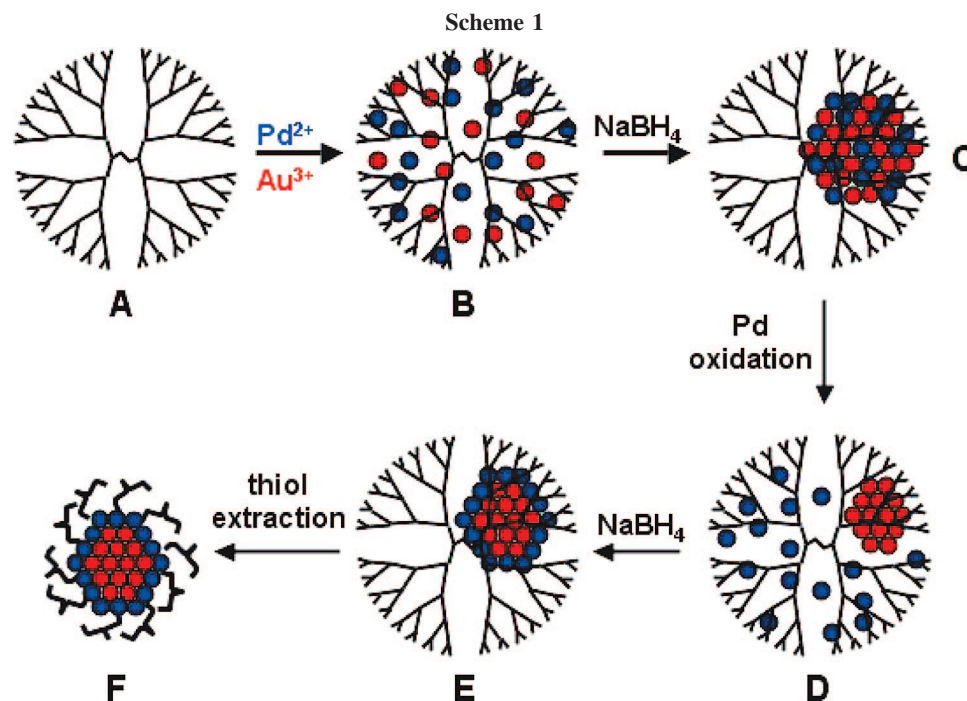 Scheme 1
Pd²⁺
Au³⁺
NaBH₄
A
B
C
Pd
oxidation
thiol
extraction
NaBH₄
F
E
D